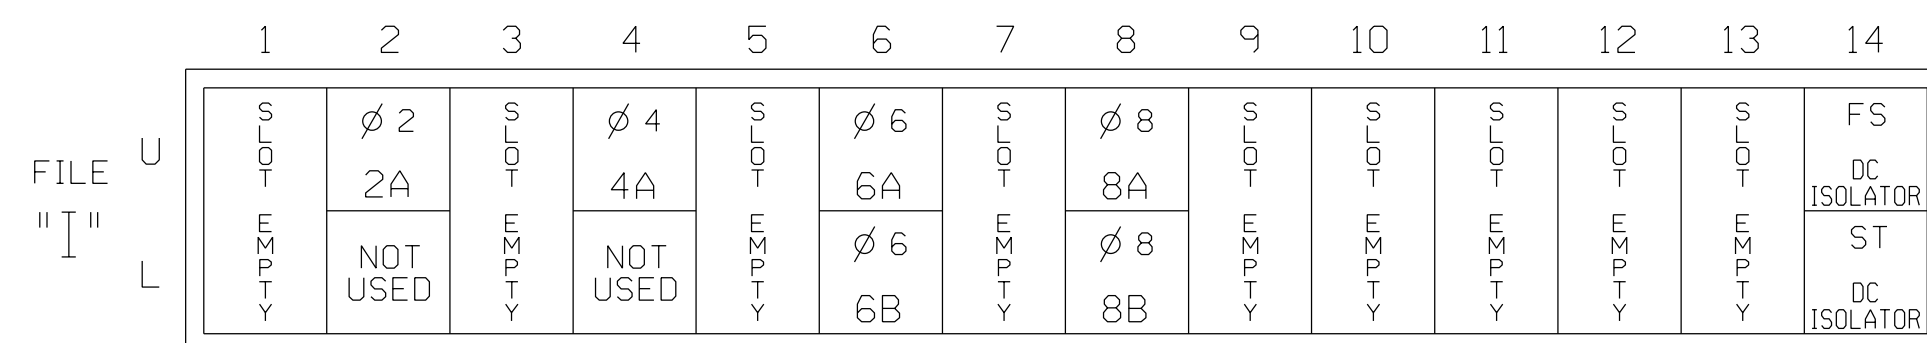 1 2 3 4 5 6 7 8 9 10 11 12 13 14
FILE
"I"
U
L
SLOT EMPTY
Ø 2
2A
NOT
USED
SLOT EMPTY
Ø 4
4A
NOT
USED
SLOT EMPTY
Ø 6
6A
Ø 6
6B
SLOT EMPTY
Ø 8
8A
Ø 8
8B
SLOT EMPTY
SLOT EMPTY
SLOT EMPTY
SLOT EMPTY
SLOT EMPTY
FS
DC
ISOLATOR
ST
DC
ISOLATOR